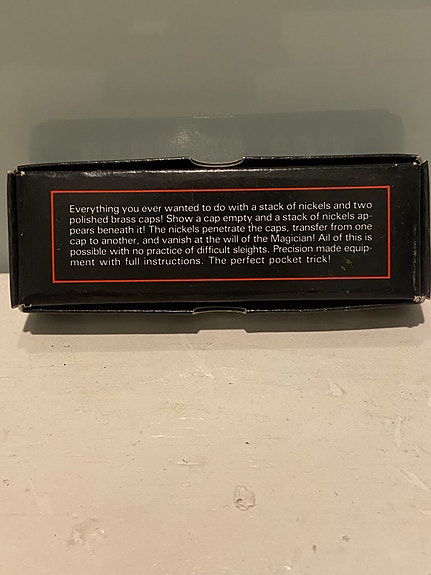 Everything you ever wanted to do with a stack of nickels and two
polished brass caps! Show a cap empty and a stack of nickels ap-
pears beneath it! The nickels penetrate the caps, transfer from one
cap to another, and vanish at the will of the Magician! All of this is
possible with no practice of difficult sleights. Precision made equip-
ment with full instructions. The perfect pocket trick!